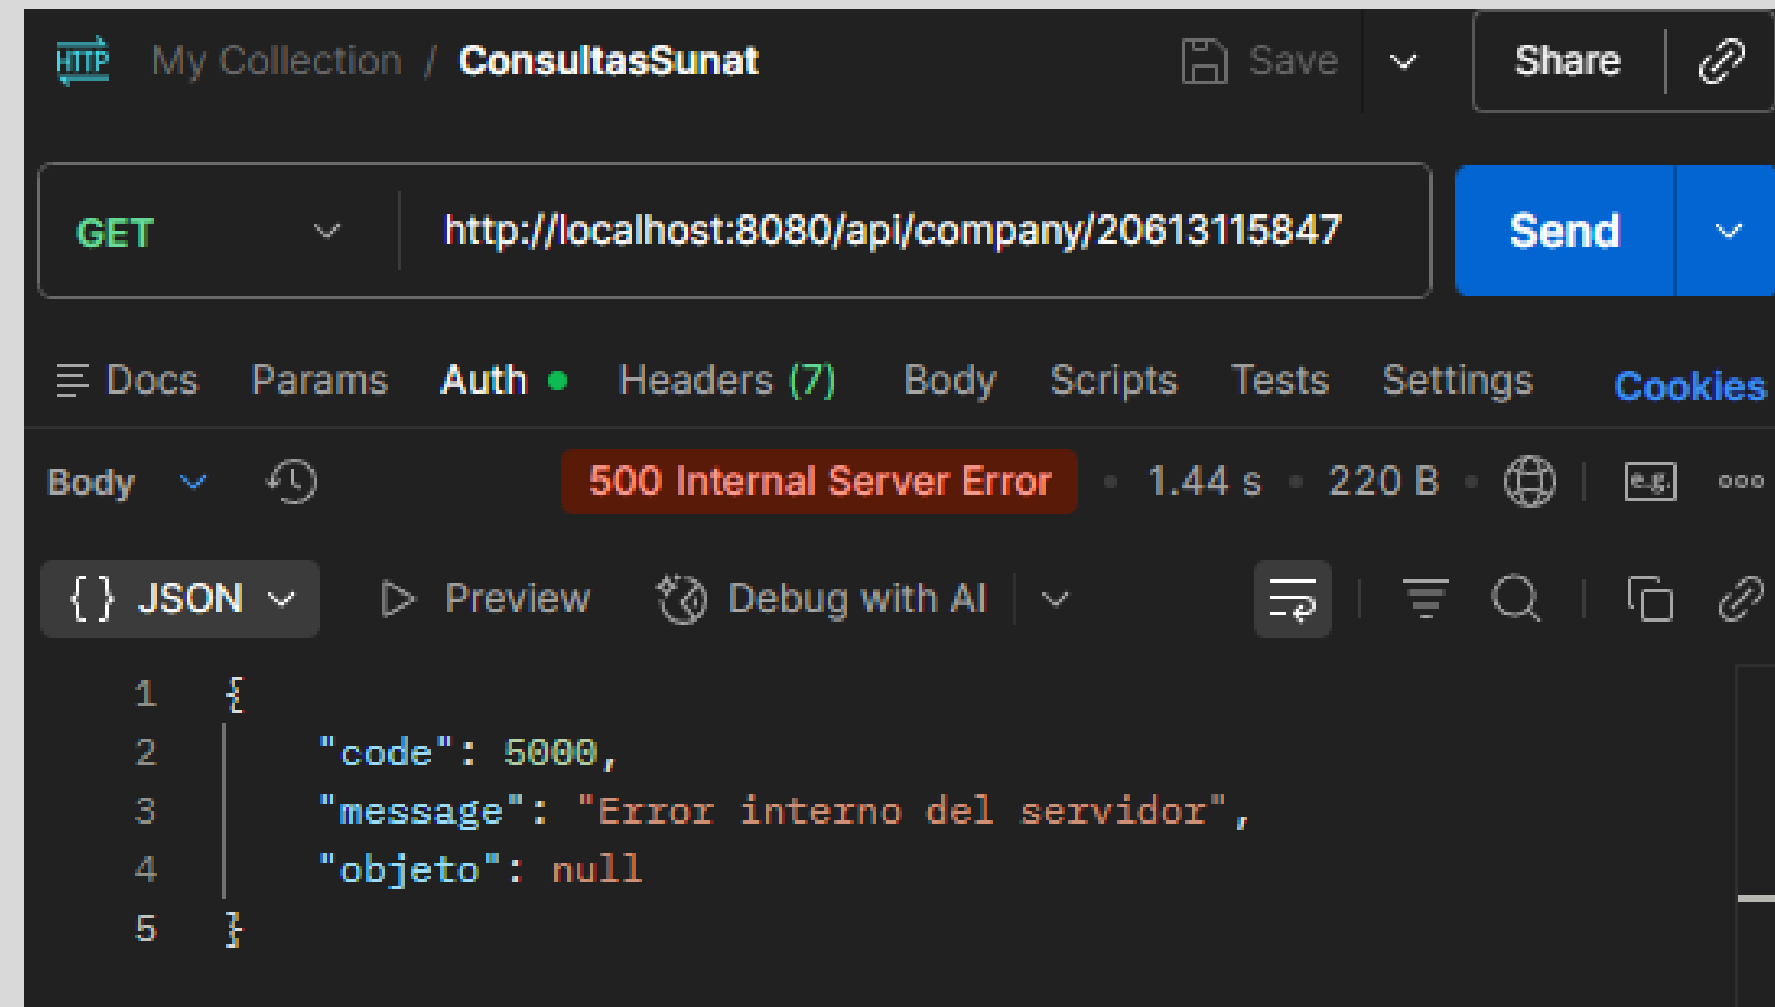 HTTP My Collection / ConsultasSunat Save Share
GET http://localhost:8080/api/company/20613115847 Send
Docs Params Auth Headers (7) Body Scripts Tests Settings Cookies
Body 500 Internal Server Error • 1.44 s • 220 B • e.g. ooo
{} JSON Preview Debug with AI
1 {
2 "code": 5000,
3 "message": "Error interno del servidor",
4 "objeto": null
5 }